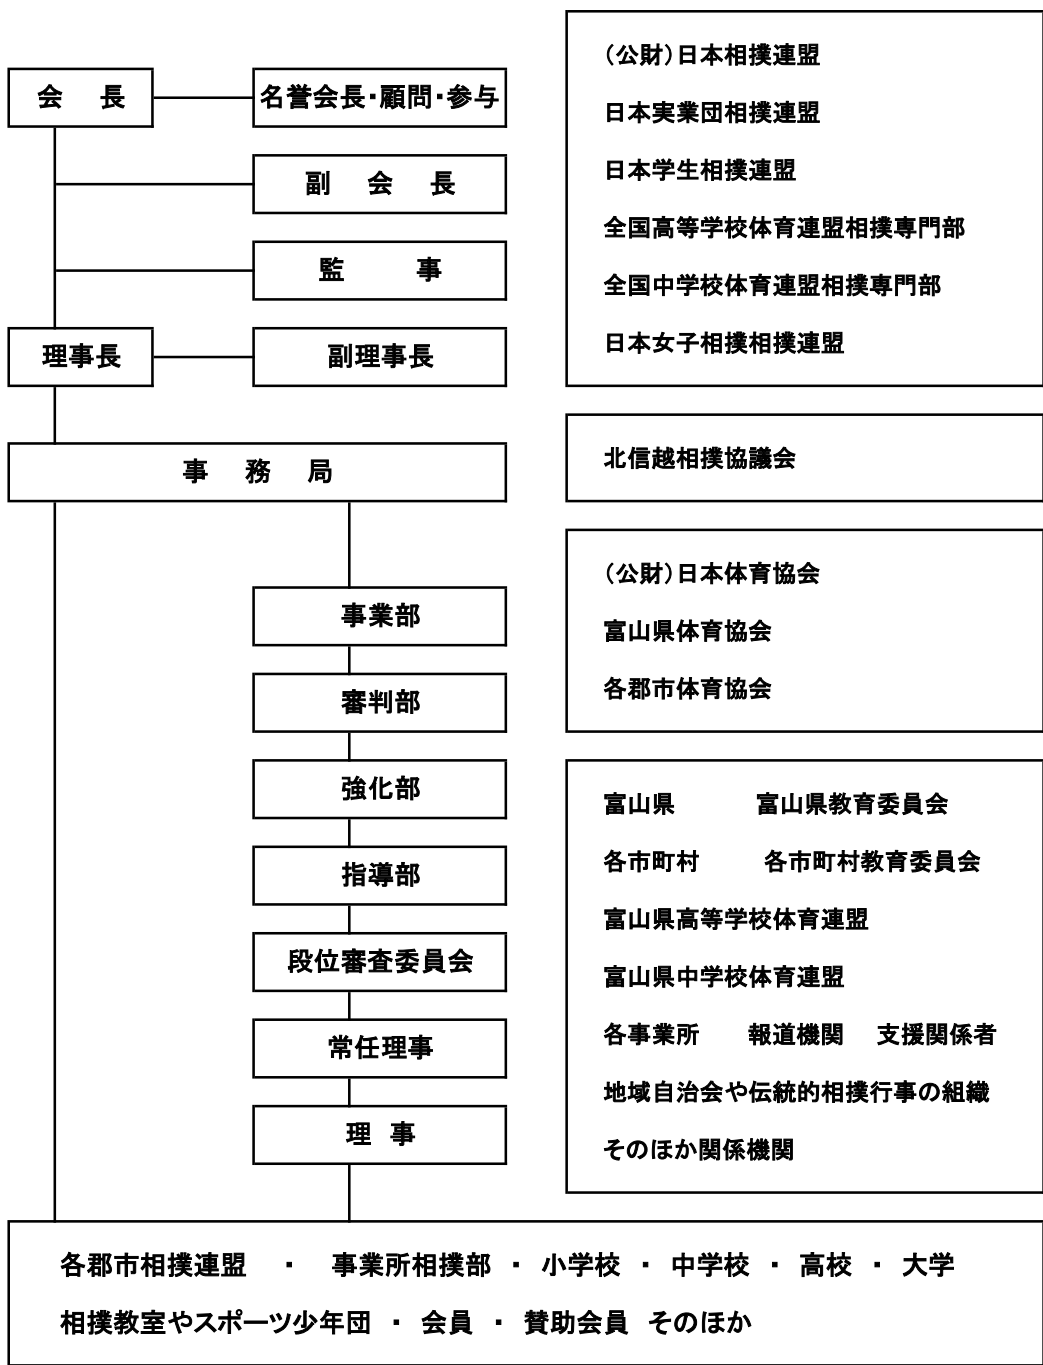 会 長
名誉会長・顧問・参与
副 会 長
監 事
理事長
副理事長
事 務 局
事業部
審判部
強化部
指導部
段位審査委員会
常任理事
理 事
（公財）日本相撲連盟
日本実業団相撲連盟
日本学生相撲連盟
全国高等学校体育連盟相撲専門部
全国中学校体育連盟相撲専門部
日本女子相撲相撲連盟
北信越相撲協議会
（公財）日本体育協会
富山県体育協会
各郡市体育協会
富山県 富山県教育委員会
各市町村 各市町村教育委員会
富山県高等学校体育連盟
富山県中学校体育連盟
各事業所 報道機関 支援関係者
地域自治会や伝統的相撲行事の組織
そのほか関係機関
各郡市相撲連盟 ・ 事業所相撲部 ・ 小学校 ・ 中学校 ・ 高校 ・ 大学
相撲教室やスポーツ少年団 ・ 会員 ・ 賛助会員 そのほか